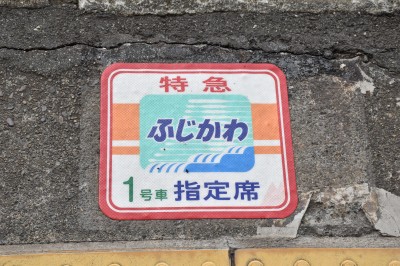 特急
ふじかわ
1号車 指定席